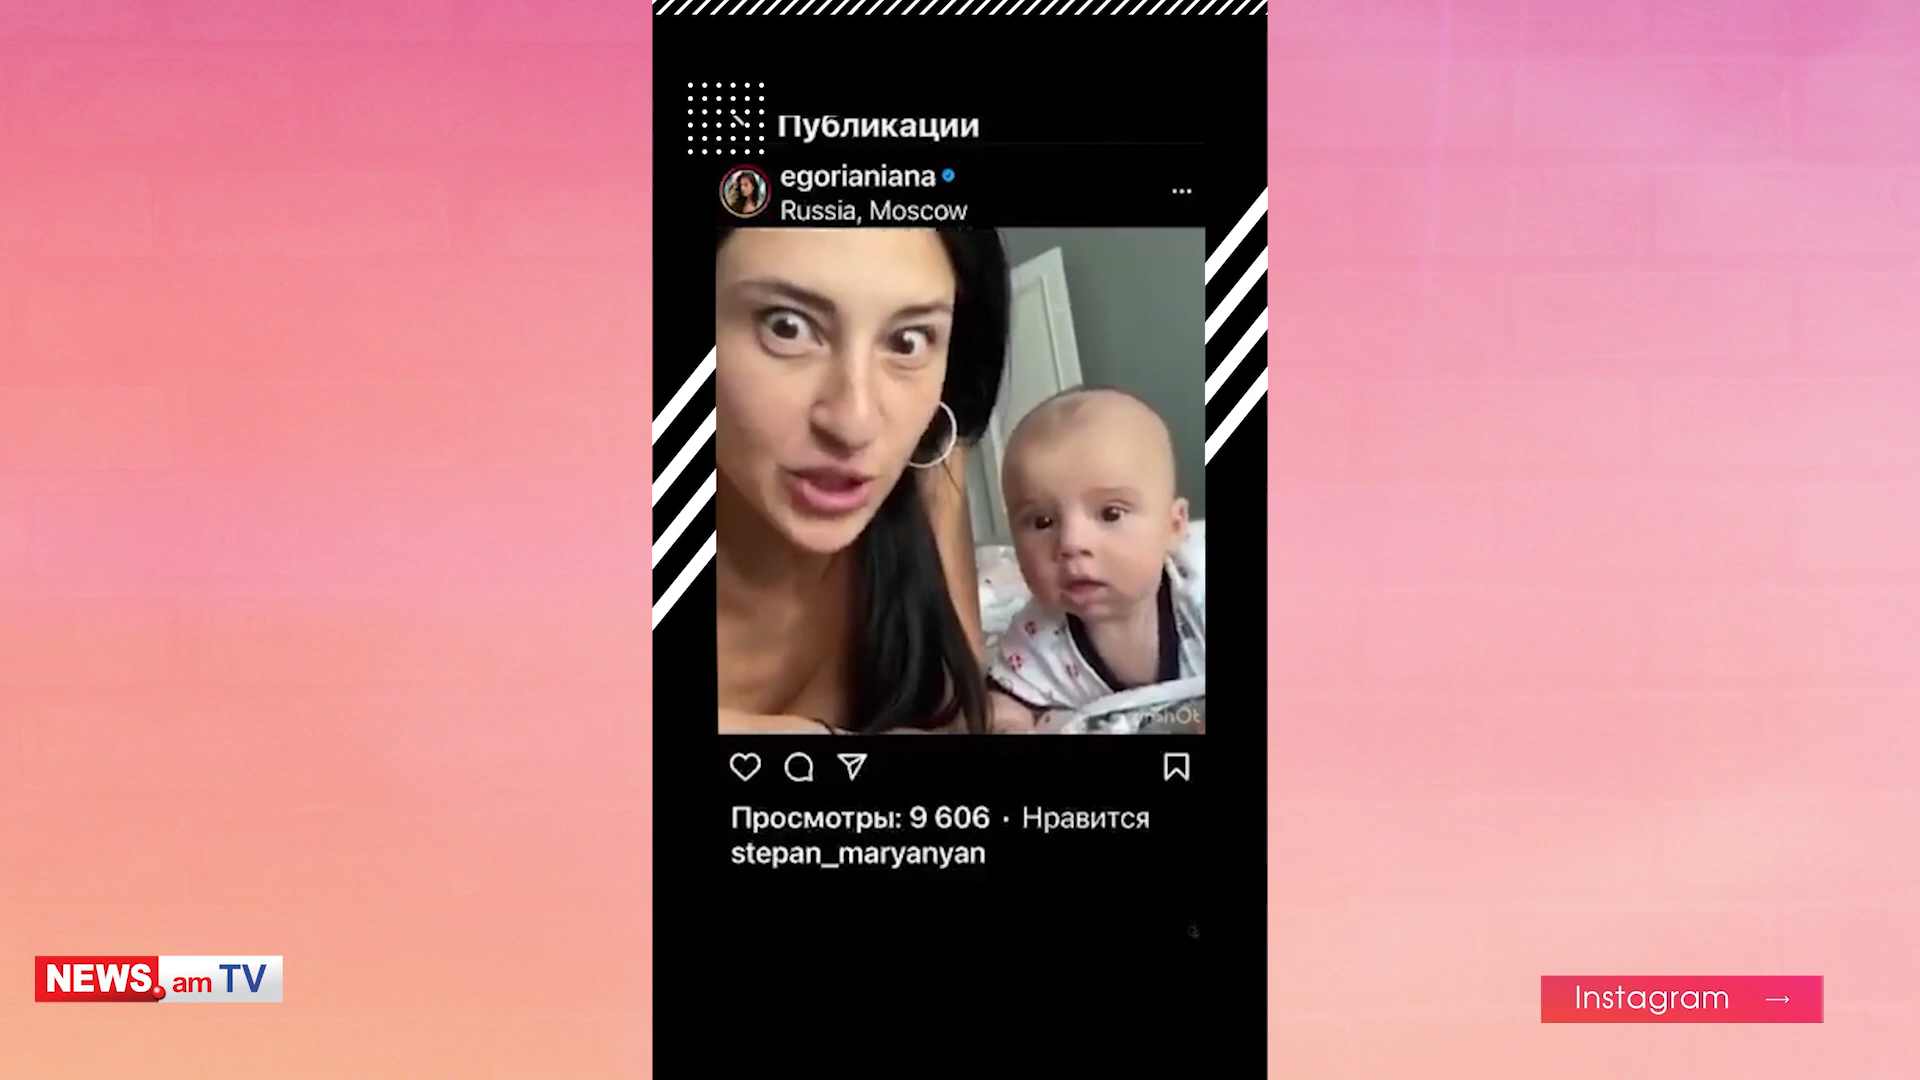 Публикации
egorianiana
Russia, Moscow
Просмотры: 9 606 · Нравится
stepan_maryanyan
NEWS.am TV
Instagram →